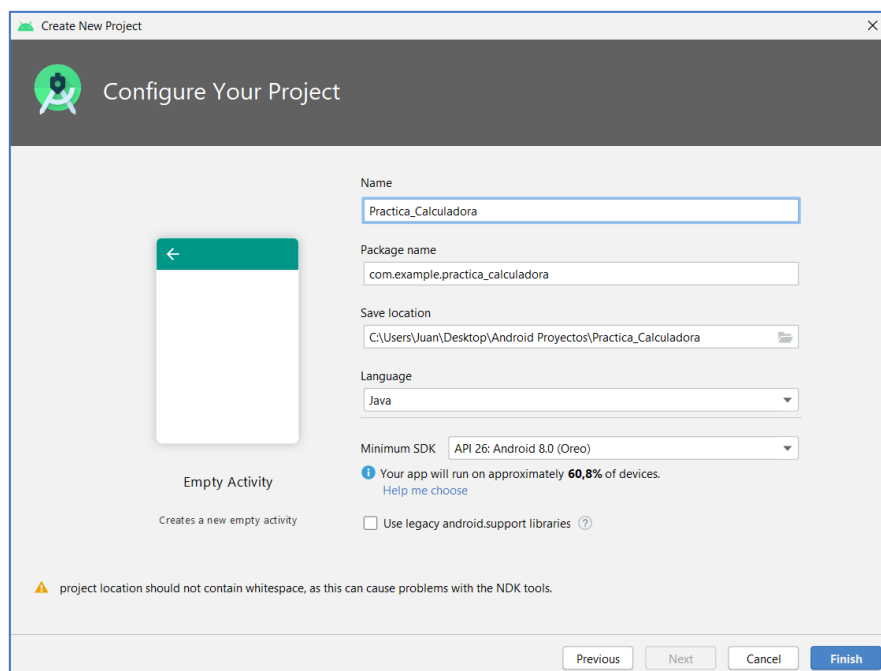 Create New Project
Configure Your Project
Name
Practica_Calculadora
Package name
com.example.practica_calculadora
Save location
C:\Users\Juan\Desktop\Android Proyectos\Practica_Calculadora
Language
Java
Minimum SDK API 26: Android 8.0 (Oreo)
Your app will run on approximately 60,8% of devices.
Help me choose
Use legacy android.support libraries ?
Empty Activity
Creates a new empty activity
project location should not contain whitespace, as this can cause problems with the NDK tools.
Previous Next Cancel Finish